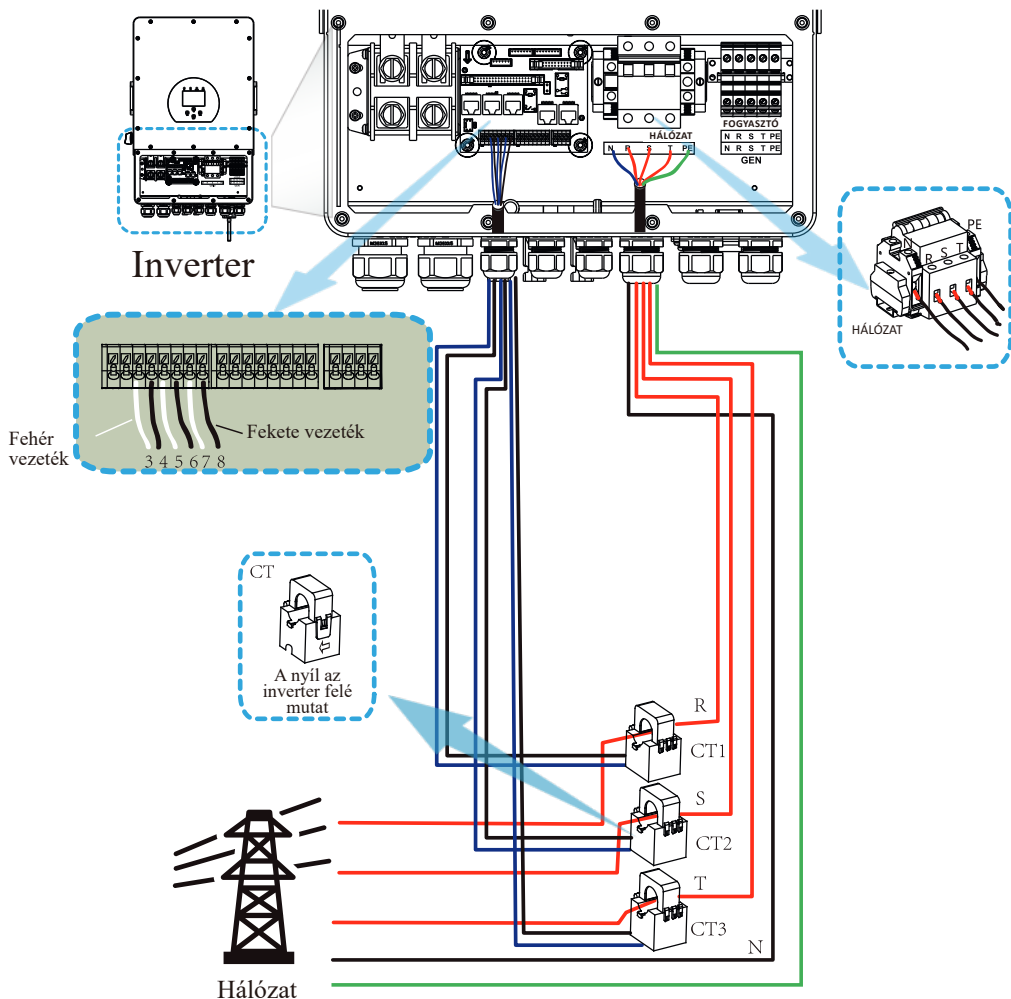 FOGYASZTÓ
HÁLÓZAT
N R S T PE
N R S T PE
N R S T PE
GEN
Inverter
PE
R S T
HÁLÓZAT
Fehér
vezeték
Fekete vezeték
3 4 5 6 7 8
CT
A nyíl az
inverter felé
mutat
R
CT1
S
CT2
T
CT3
N
Hálózat